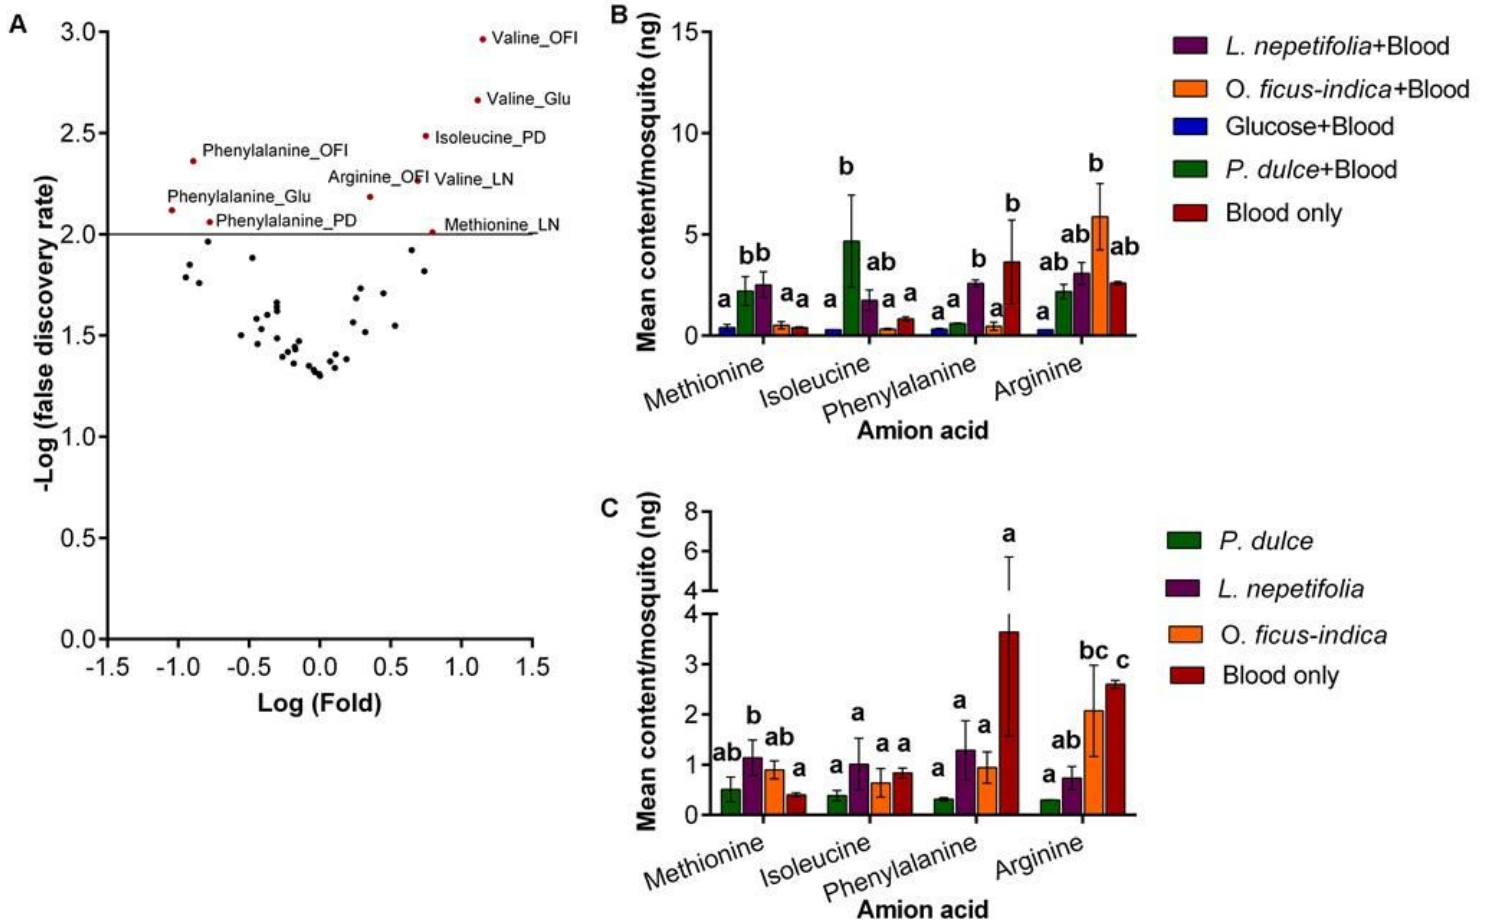 A
3.0
2.5
2.0
1.5
1.0
0.5
0.0
-1.5 -1.0 -0.5 0.0 0.5 1.0 1.5
-Log (false discovery rate)
Log (Fold)
Valine_OFI
Valine_Glu
Isoleucine_PD
Phenylalanine_OFI
Arginine_OFI
Valine_LN
Phenylalanine_Glu
Phenylalanine_PD
Methionine_LN
B
Mean content/mosquito (ng)
15
10
5
0
a b b a a
a b ab a a
a a b a b
a ab ab b ab
Methionine
Isoleucine
Phenylalanine
Arginine
Amion acid
L. nepetifolia+Blood
O. ficus-indica+Blood
Glucose+Blood
P. dulce+Blood
Blood only
C
Mean content/mosquito (ng)
8
6
4
4
3
2
1
0
ab b ab a
a a a a
a a a a
a ab bc c
Methionine
Isoleucine
Phenylalanine
Arginine
Amion acid
P. dulce
L. nepetifolia
O. ficus-indica
Blood only